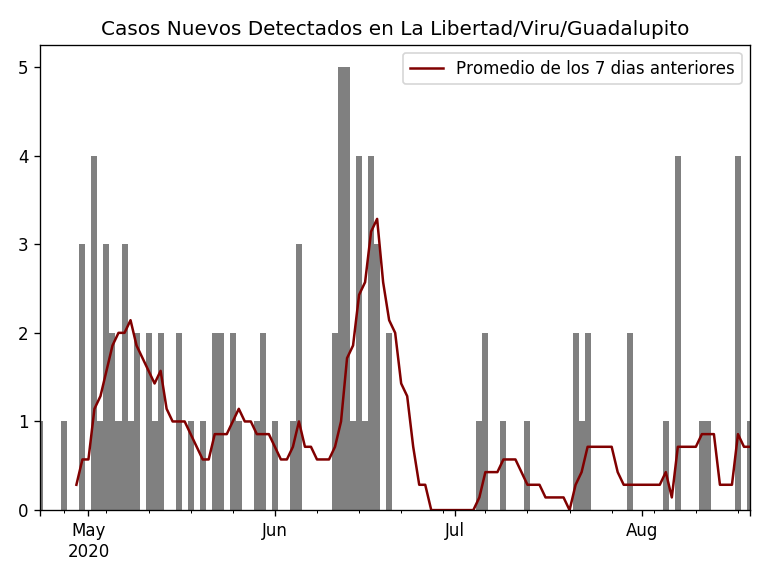 Casos Nuevos Detectados en La Libertad/Viru/Guadalupito
Promedio de los 7 dias anteriores
5
4
3
2
1
0
May
2020
Jun
Jul
Aug